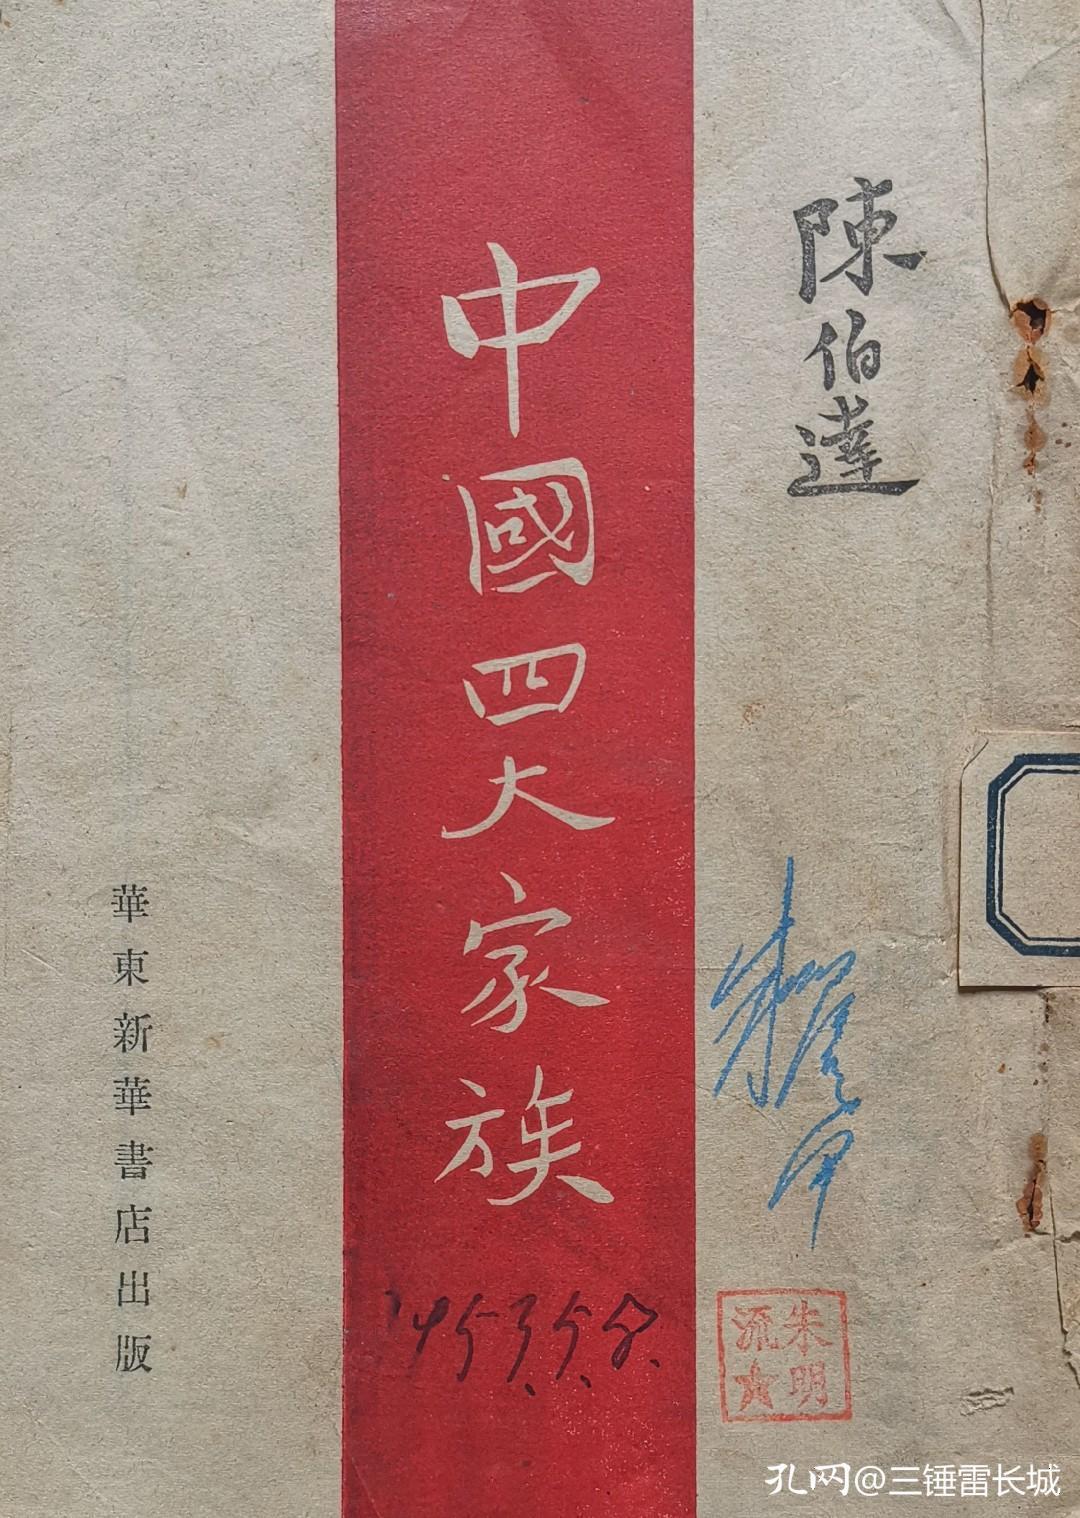 陳伯達
中國四大家族
華東新華書店出版
朱明
流★
孔网@三锤雷长城